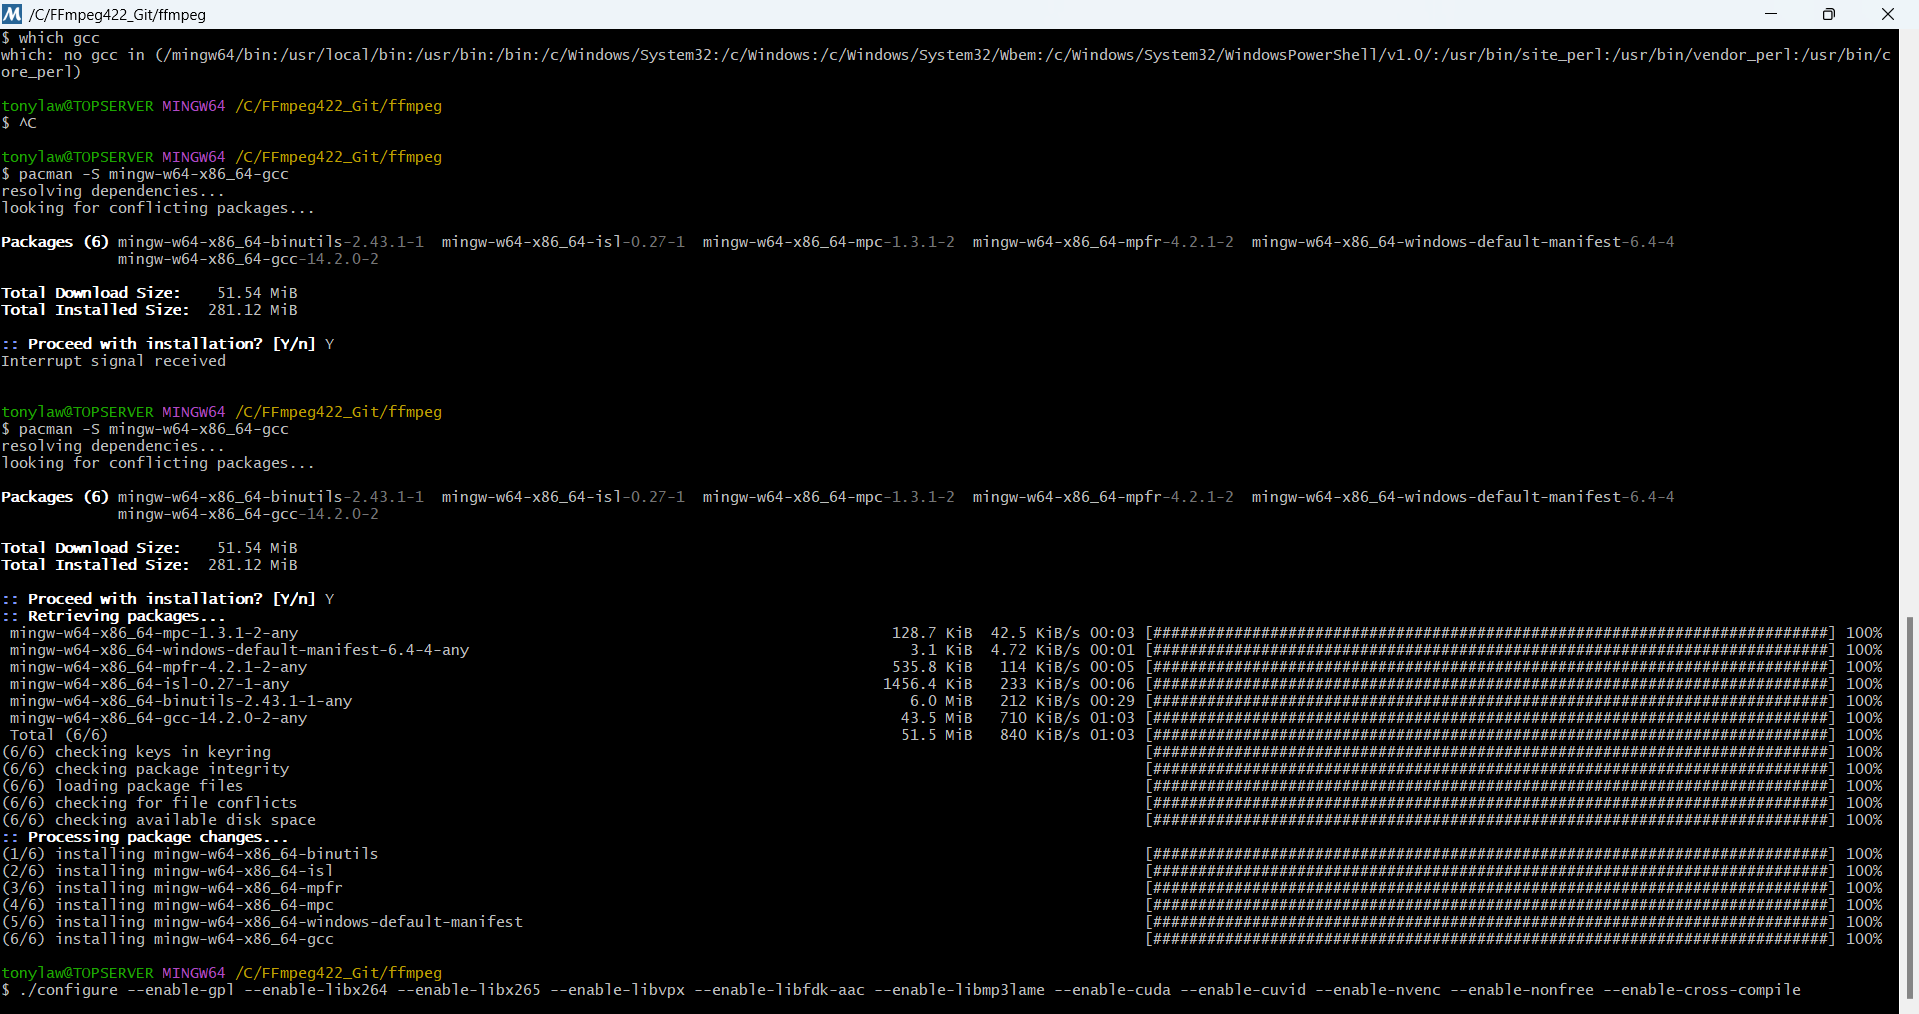 /C/FFmpeg422_Git/ffmpeg
$ which gcc
which: no gcc in (/mingw64/bin:/usr/local/bin:/usr/bin:/bin:/c/Windows/System32:/c/Windows:/c/Windows/System32/Wbem:/c/Windows/System32/WindowsPowerShell/v1.0/:/usr/bin/site_perl:/usr/bin/vendor_perl:/usr/bin/c
ore_perl)
tonylaw@TOPSERVER MINGW64 /C/FFmpeg422_Git/ffmpeg
$ ^C
tonylaw@TOPSERVER MINGW64 /C/FFmpeg422_Git/ffmpeg
$ pacman -S mingw-w64-x86_64-gcc
resolving dependencies...
looking for conflicting packages...
Packages (6) mingw-w64-x86_64-binutils-2.43.1-1  mingw-w64-x86_64-isl-0.27-1  mingw-w64-x86_64-mpc-1.3.1-2  mingw-w64-x86_64-mpfr-4.2.1-2  mingw-w64-x86_64-windows-default-manifest-6.4-4
mingw-w64-x86_64-gcc-14.2.0-2
Total Download Size:    51.54 MiB
Total Installed Size:  281.12 MiB
:: Proceed with installation? [Y/n] Y
Interrupt signal received
tonylaw@TOPSERVER MINGW64 /C/FFmpeg422_Git/ffmpeg
$ pacman -S mingw-w64-x86_64-gcc
resolving dependencies...
looking for conflicting packages...
Packages (6) mingw-w64-x86_64-binutils-2.43.1-1  mingw-w64-x86_64-isl-0.27-1  mingw-w64-x86_64-mpc-1.3.1-2  mingw-w64-x86_64-mpfr-4.2.1-2  mingw-w64-x86_64-windows-default-manifest-6.4-4
mingw-w64-x86_64-gcc-14.2.0-2
Total Download Size:    51.54 MiB
Total Installed Size:  281.12 MiB
:: Proceed with installation? [Y/n] Y
:: Retrieving packages...
mingw-w64-x86_64-mpc-1.3.1-2-any 128.7 KiB 42.5 KiB/s 00:03 [###########################################################################] 100%
mingw-w64-x86_64-windows-default-manifest-6.4-4-any 3.1 KiB 4.72 KiB/s 00:01 [###########################################################################] 100%
mingw-w64-x86_64-mpfr-4.2.1-2-any 535.8 KiB 114 KiB/s 00:05 [###########################################################################] 100%
mingw-w64-x86_64-isl-0.27-1-any 1456.4 KiB 233 KiB/s 00:06 [###########################################################################] 100%
mingw-w64-x86_64-binutils-2.43.1-1-any 6.0 MiB 212 KiB/s 00:29 [###########################################################################] 100%
mingw-w64-x86_64-gcc-14.2.0-2-any 43.5 MiB 710 KiB/s 01:03 [###########################################################################] 100%
Total (6/6) 51.5 MiB 840 KiB/s 01:03 [###########################################################################] 100%
(6/6) checking keys in keyring [###########################################################################] 100%
(6/6) checking package integrity [###########################################################################] 100%
(6/6) loading package files [###########################################################################] 100%
(6/6) checking for file conflicts [###########################################################################] 100%
(6/6) checking available disk space [###########################################################################] 100%
:: Processing package changes...
(1/6) installing mingw-w64-x86_64-binutils [###########################################################################] 100%
(2/6) installing mingw-w64-x86_64-isl [###########################################################################] 100%
(3/6) installing mingw-w64-x86_64-mpfr [###########################################################################] 100%
(4/6) installing mingw-w64-x86_64-mpc [###########################################################################] 100%
(5/6) installing mingw-w64-x86_64-windows-default-manifest [###########################################################################] 100%
(6/6) installing mingw-w64-x86_64-gcc [###########################################################################] 100%
tonylaw@TOPSERVER MINGW64 /C/FFmpeg422_Git/ffmpeg
$ ./configure --enable-gpl --enable-libx264 --enable-libx265 --enable-libvpx --enable-libfdk-aac --enable-libmp3lame --enable-cuda --enable-cuvid --enable-nvenc --enable-nonfree --enable-cross-compile